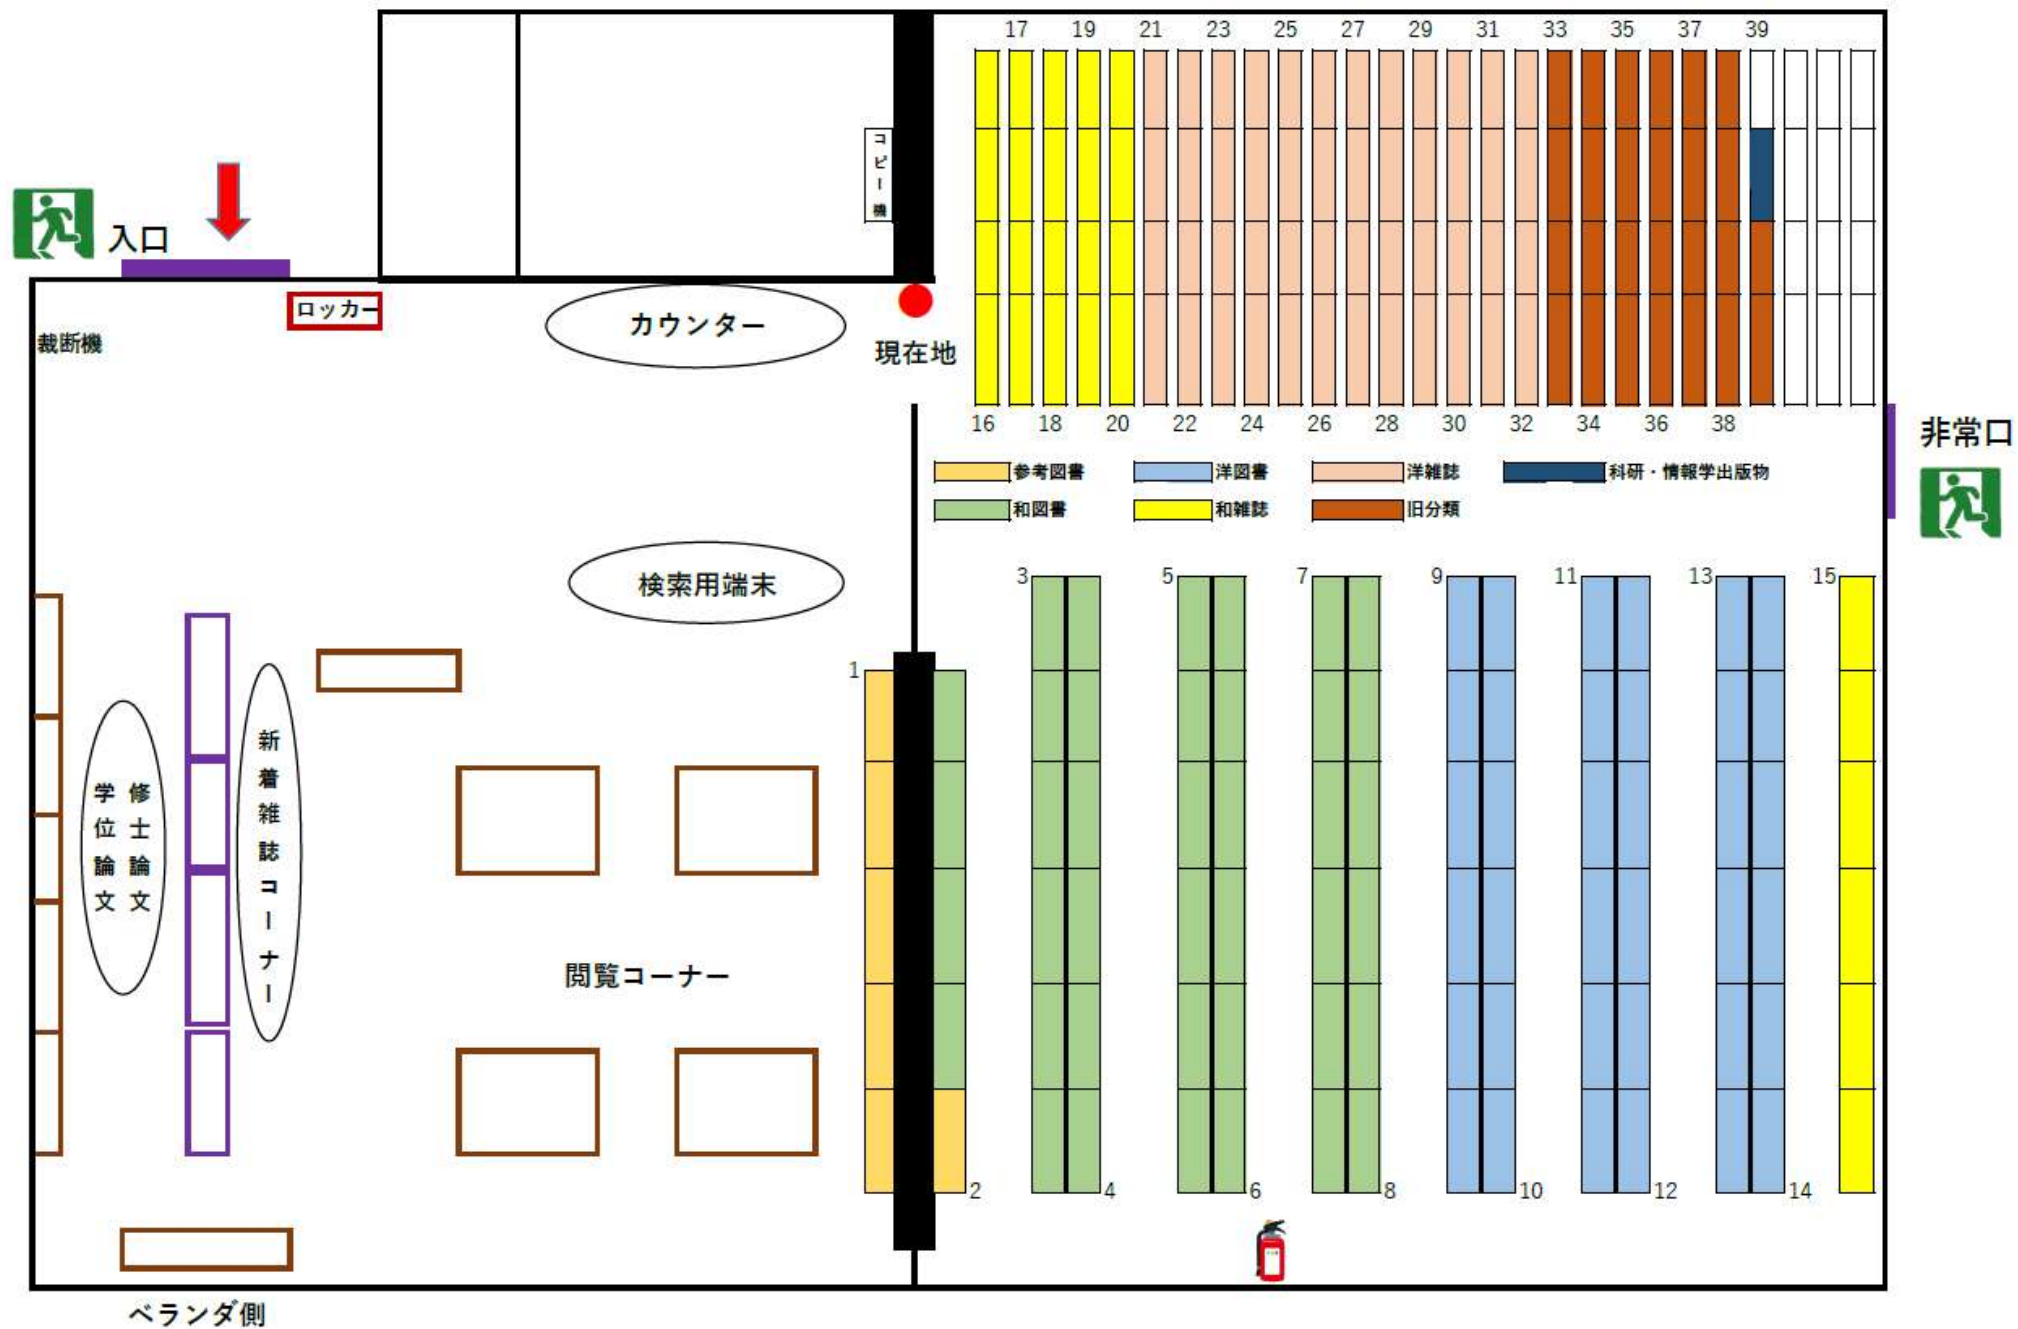 17 19 21 23 25 27 29 31 33 35 37 39
コピー機
入口
ロッカー
カウンター
裁断機
現在地
16 18 20 22 24 26 28 30 32 34 36 38
非常口
参考図書 洋図書 洋雑誌 科研・情報学出版物
和図書 和雑誌 旧分類
検索用端末
3 5 7 9 11 13 15
1
新着雑誌コーナー
修士論文
学位論文
閲覧コーナー
2 4 6 8 10 12 14
ベランダ側